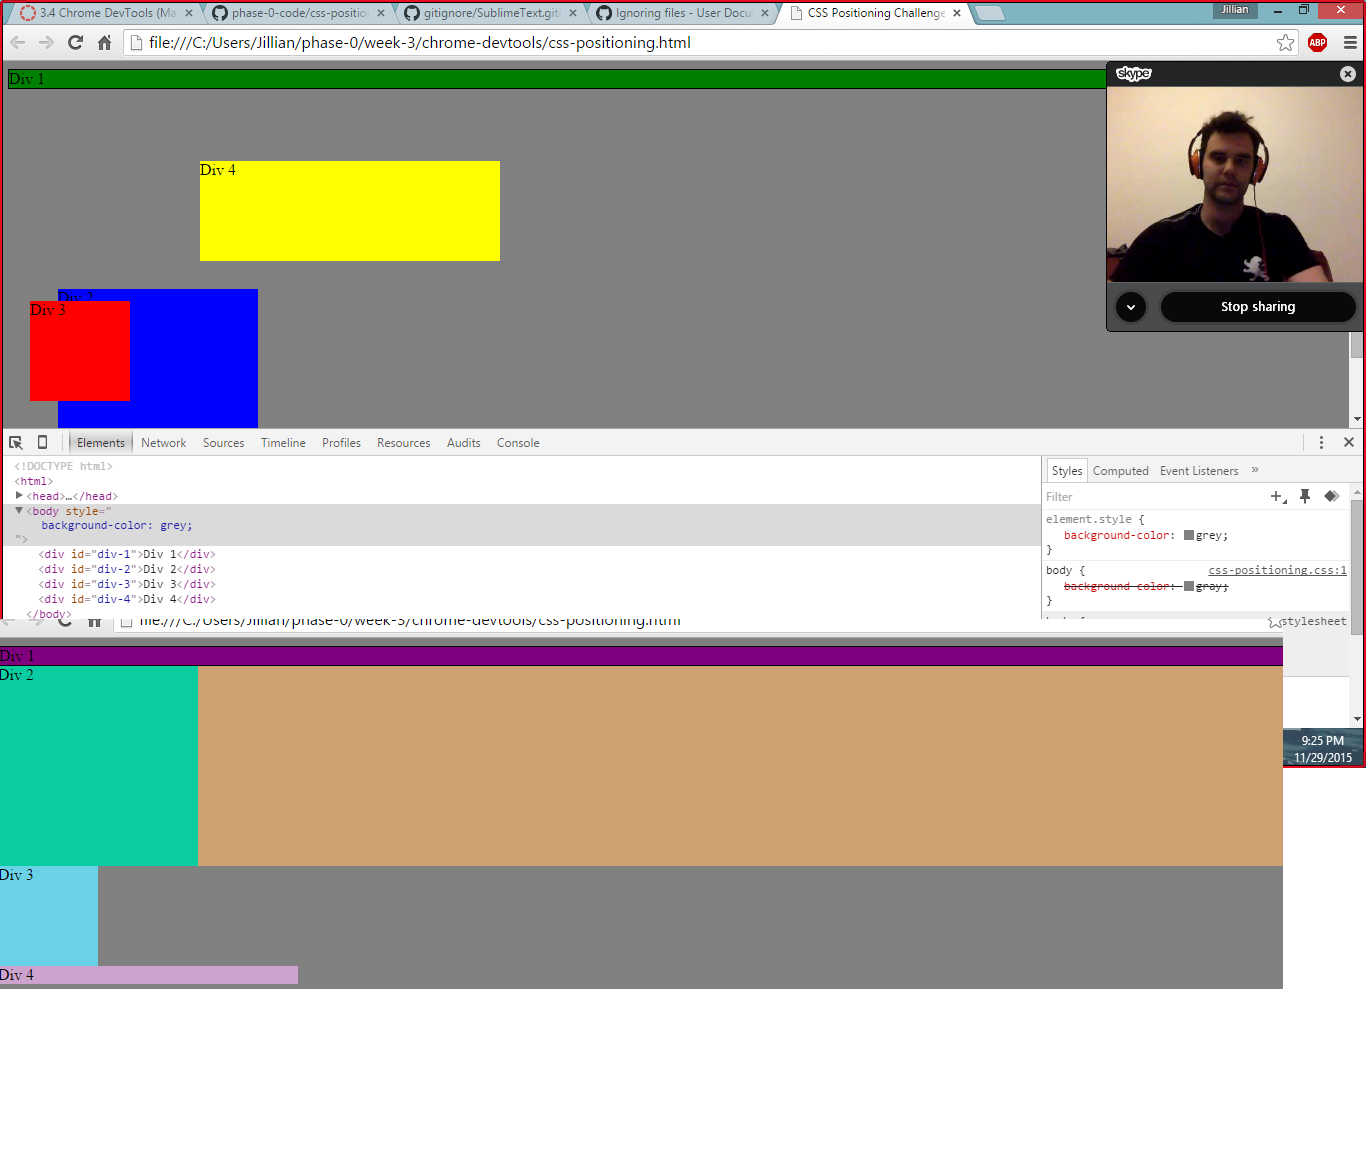 3.4 Chrome DevTools (Ma
phase-0-code/css-position
gitignore/SublimeText.git
Ignoring files - User Docu
CSS Positioning Challenge
Jillian
file:///C:/Users/Jillian/phase-0/week-3/chrome-devtools/css-positioning.html
ABP
Div 1
skype
Div 4
Div 2
Div 3
Stop sharing
Elements Network Sources Timeline Profiles Resources Audits Console
<!DOCTYPE html>
<html>
<head>…</head>
<body style="
background-color: grey;
">
<div id="div-1">Div 1</div>
<div id="div-2">Div 2</div>
<div id="div-3">Div 3</div>
<div id="div-4">Div 4</div>
</body>
Styles Computed Event Listeners »
Filter
element.style {
background-color: grey;
}
body { css-positioning.css:1
background-color: gray;
}
stylesheet
file:///C:/Users/Jillian/phase-0/week-3/chrome-devtools/css-positioning.html
Div 1
Div 2
Div 3
Div 4
9:25 PM
11/29/2015